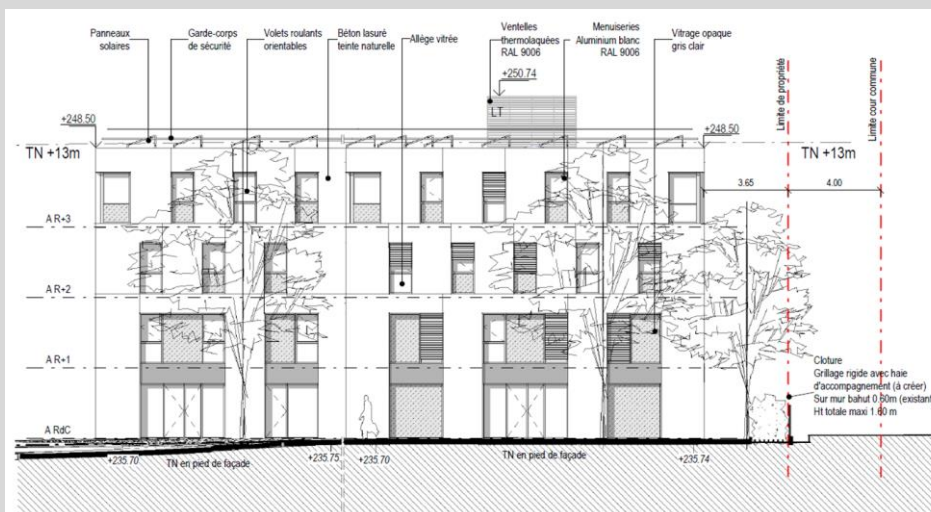 Panneaux
solaires
Garde-corps
de sécurité
Volets roulants
orientables
Béton lasuré
teinte naturelle
Allège vitrée
Ventelles
thermolaquées
RAL 9006
Menuiseries
Aluminium blanc
RAL 9006
Vitrage opaque
gris clair
Limite de propriété
Limite cour commune
+250.74
LT
+248.50
+248.50
TN +13m
TN +13m
3.65
4.00
A R+3
A R+2
A R+1
A RdC
Cloture
Grillage rigide avec haie
d'accompagnement (à créer)
Sur mur bahut 0.60m (existant
Ht totale maxi 1.60 m
+235.70
TN en pied de façade
+235.75
+235.70
TN en pied de façade
+235.74